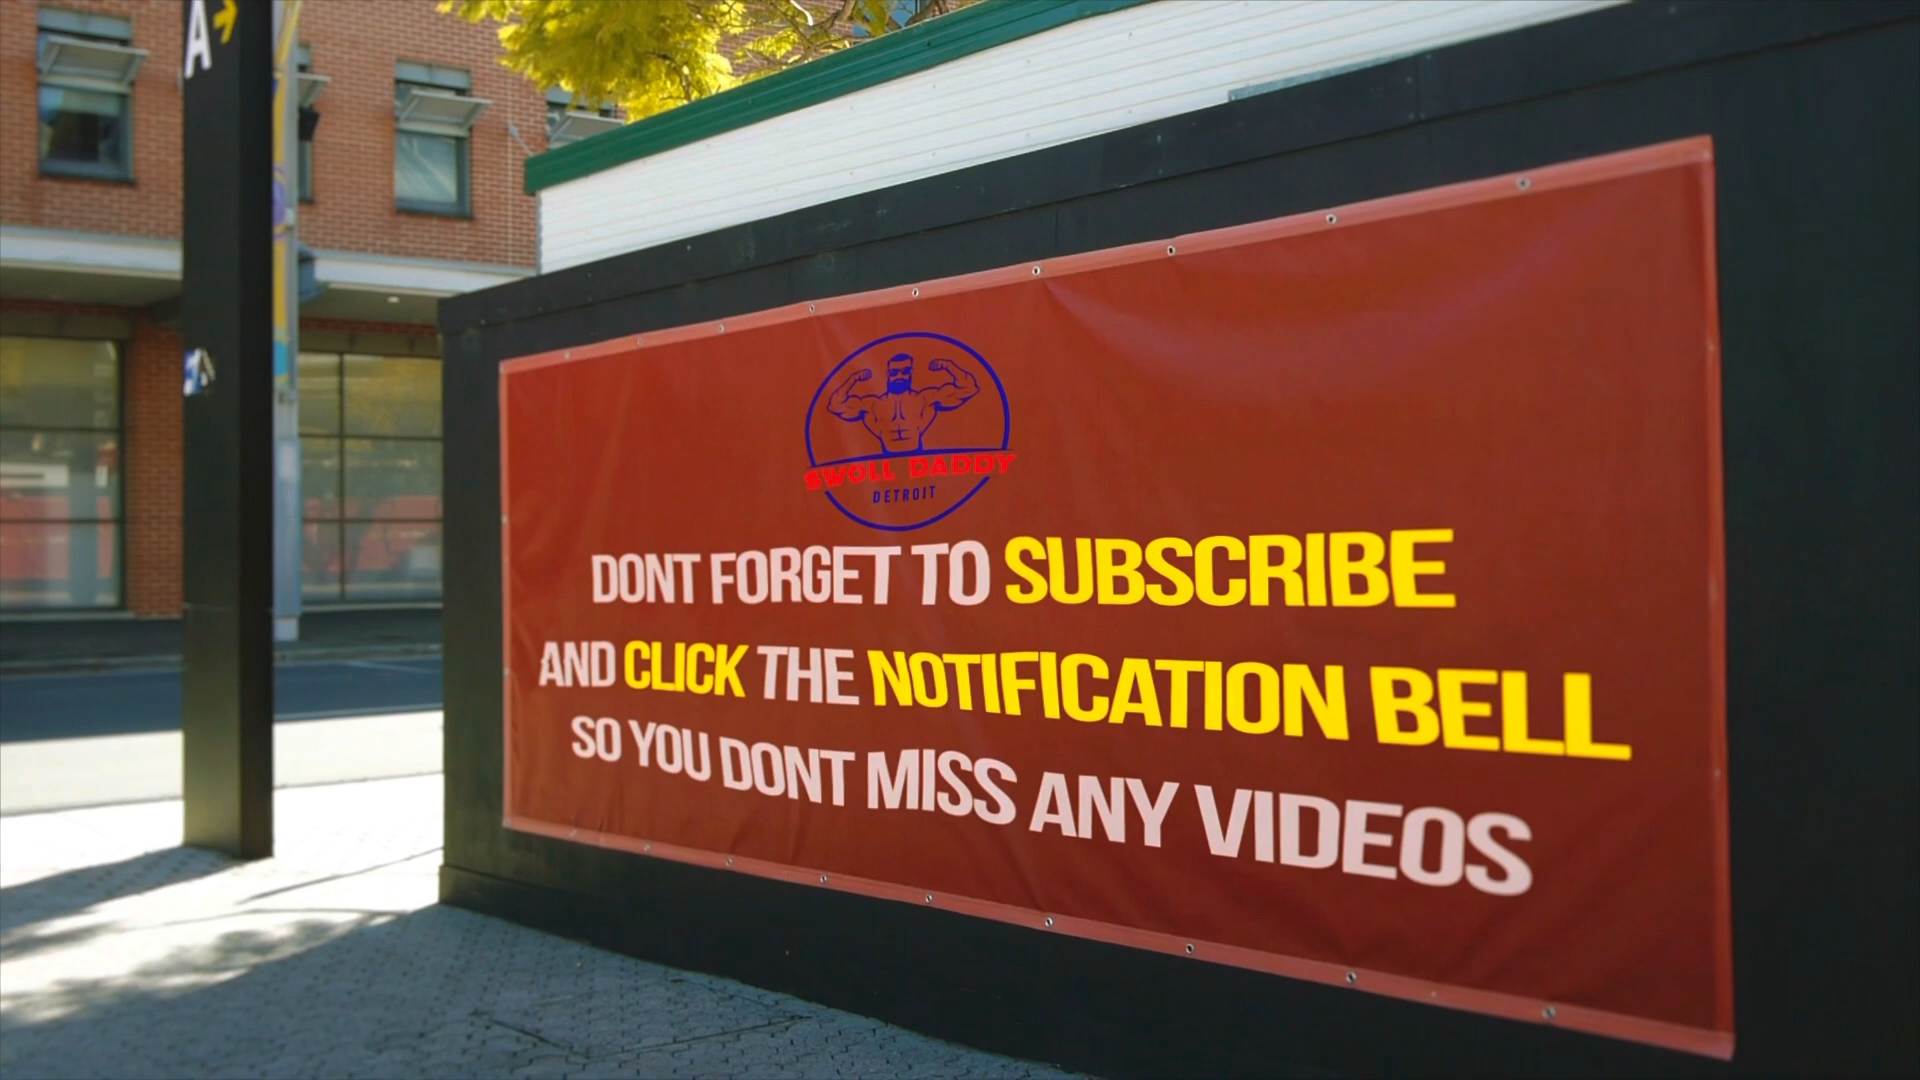 A
SWOLL DADDY
DETROIT
DONT FORGET TO SUBSCRIBE
AND CLICK THE NOTIFICATION BELL
SO YOU DONT MISS ANY VIDEOS